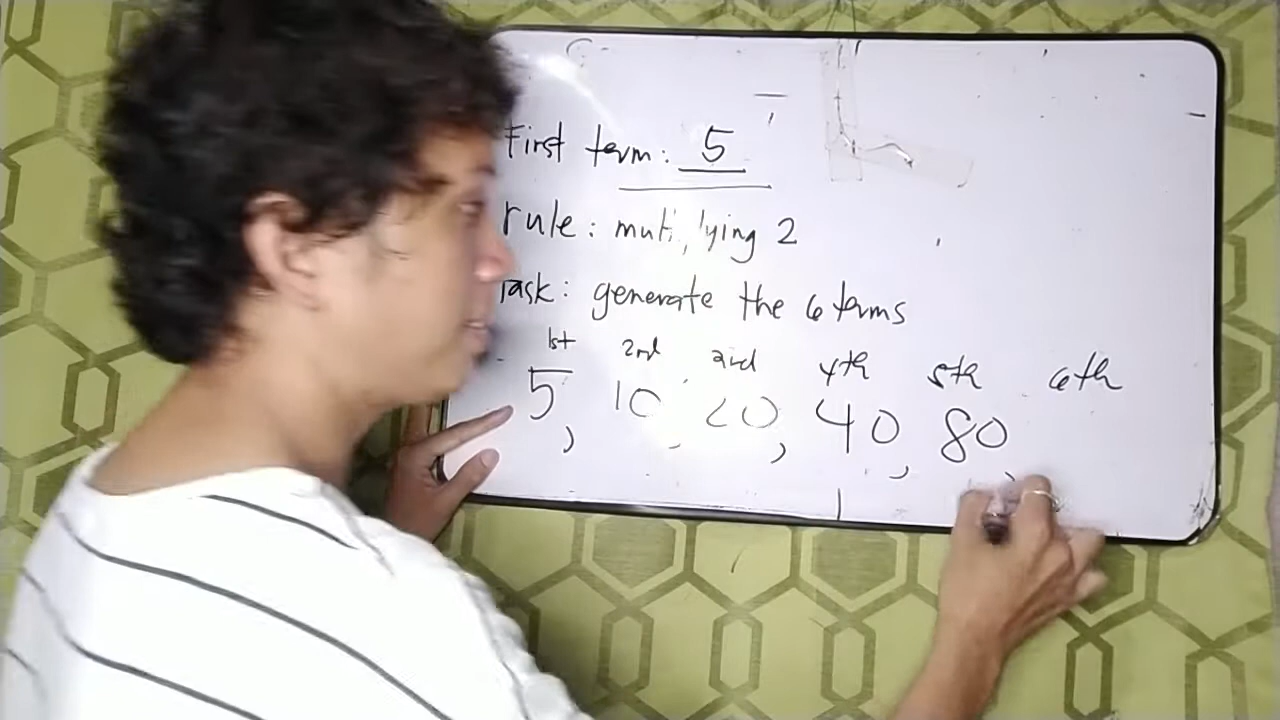 First term: 5
rule: multiplying 2
Task: generate the 6 terms
1st 2nd 3rd 4th 5th 6th
5, 10, 20, 40, 80,